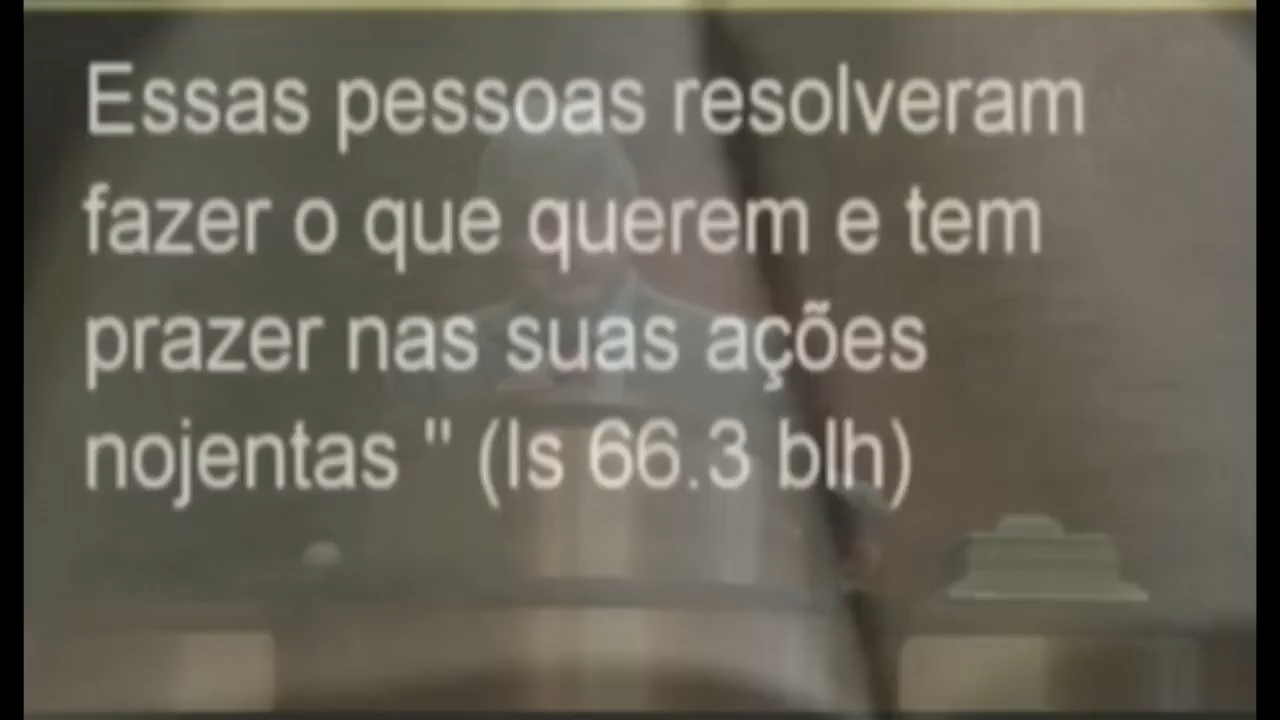 Essas pessoas resolveram
fazer o que querem e tem
prazer nas suas ações
nojentas " (Is 66.3 blh)